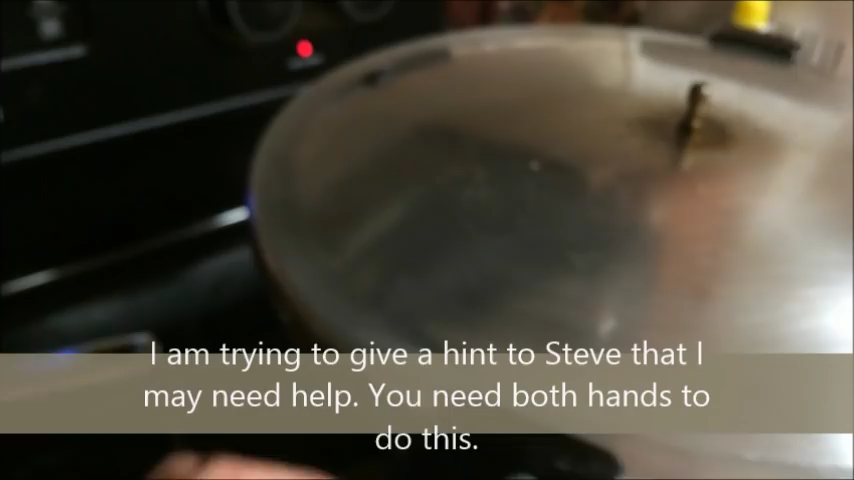 I am trying to give a hint to Steve that I
may need help. You need both hands to
do this.